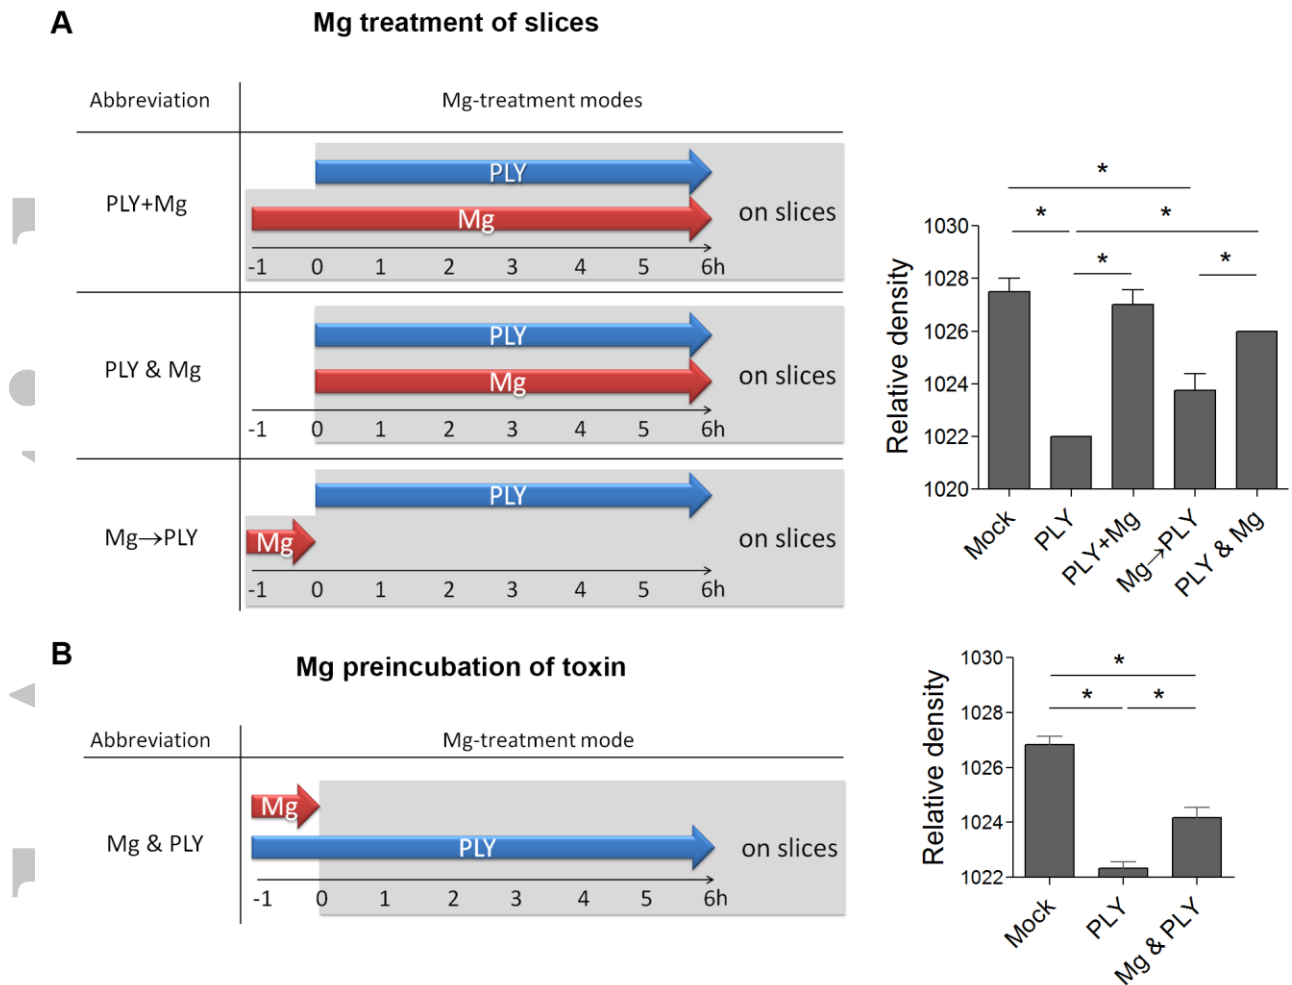 A
Mg treatment of slices
Abbreviation
Mg-treatment modes
PLY+Mg
PLY
Mg
on slices
-1 0 1 2 3 4 5 6h
PLY & Mg
PLY
Mg
on slices
-1 0 1 2 3 4 5 6h
Mg→PLY
PLY
Mg
on slices
-1 0 1 2 3 4 5 6h
Relative density
1030
1028
1026
1024
1022
1020
*
* *
* *
Mock PLY PLY+Mg Mg→PLY PLY & Mg
B
Mg preincubation of toxin
Abbreviation
Mg-treatment mode
Mg & PLY
Mg
PLY
on slices
-1 0 1 2 3 4 5 6h
Relative density
1030
1028
1026
1024
1022
*
* *
Mock PLY Mg & PLY